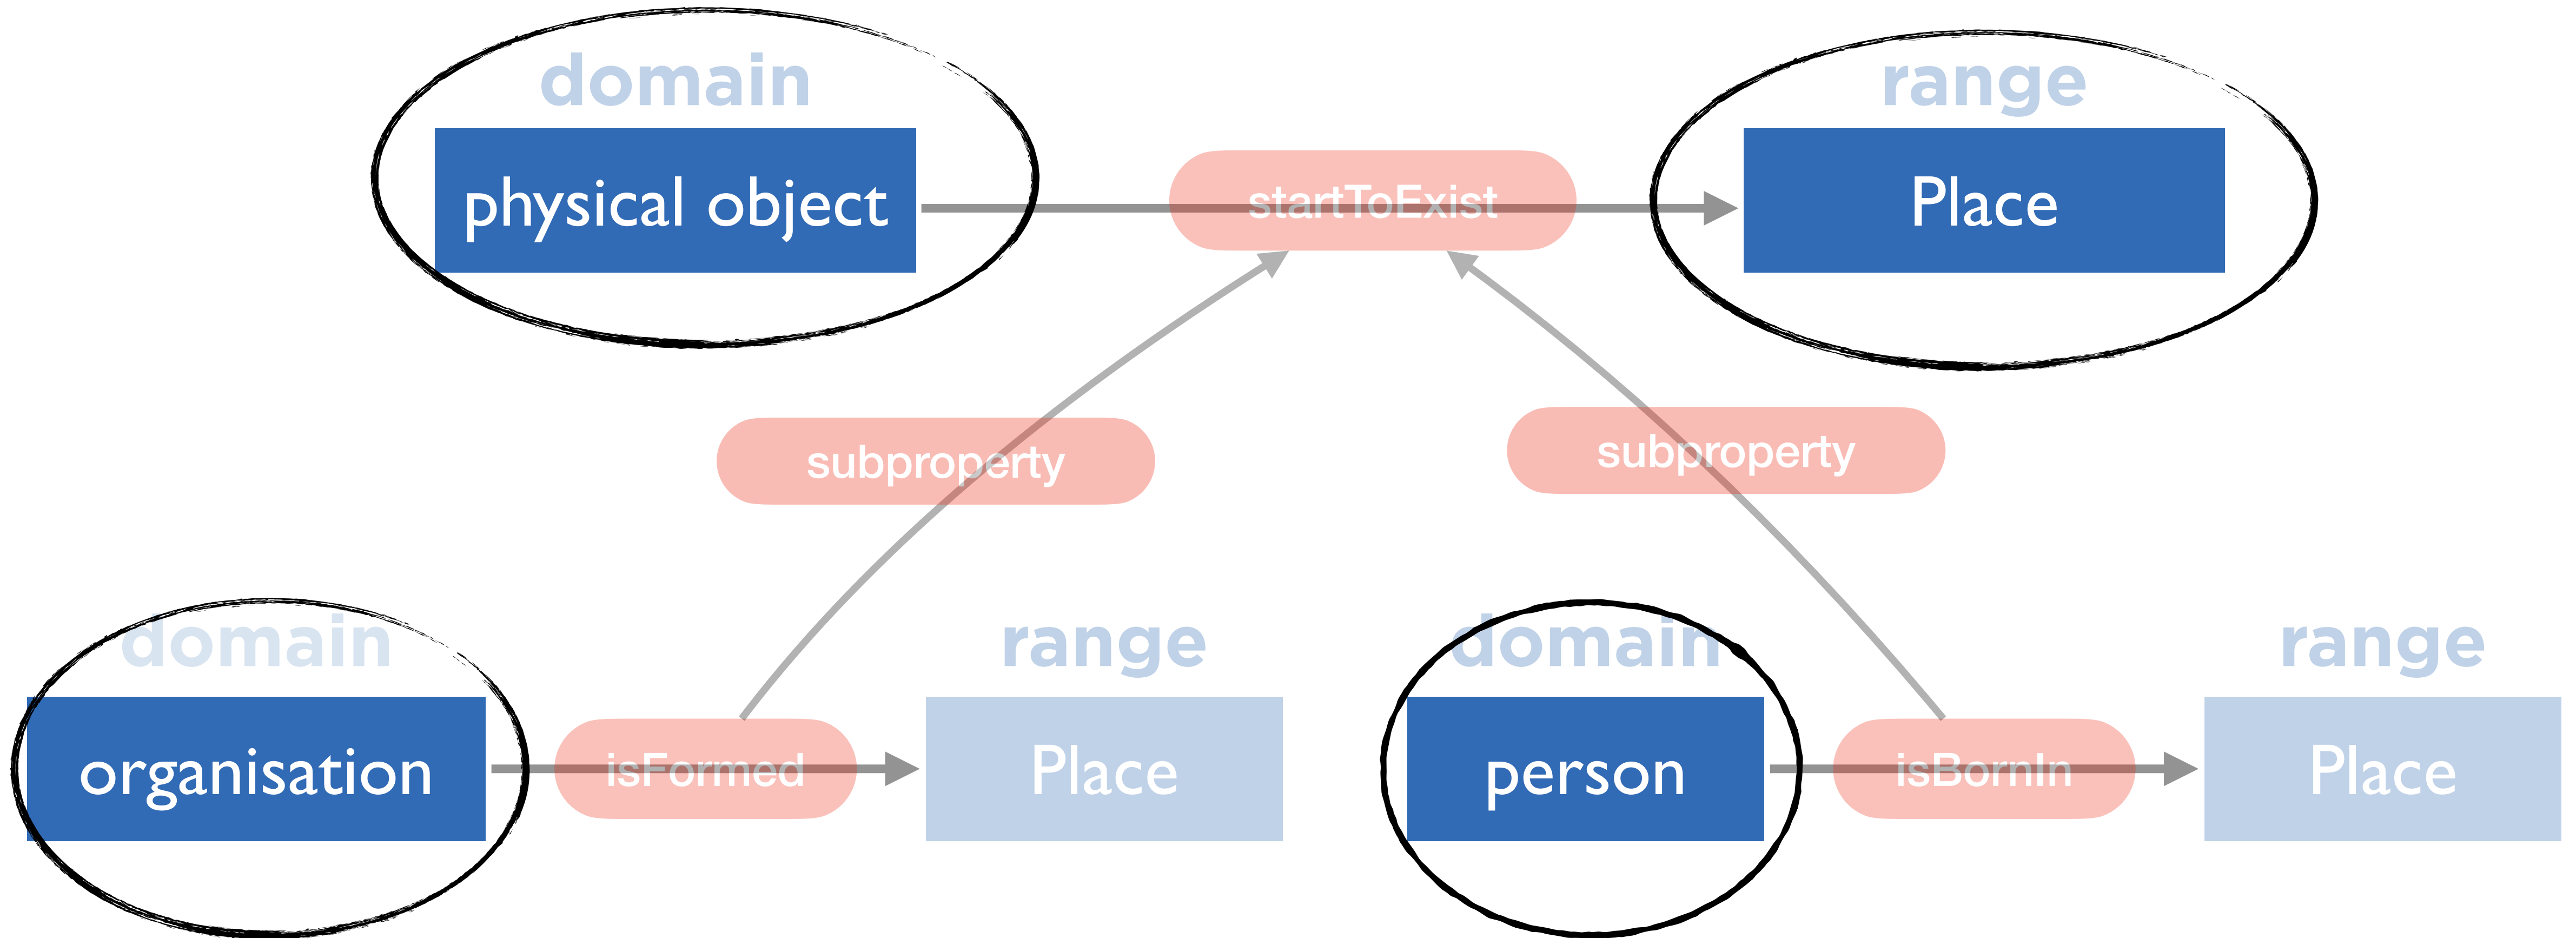 domain
range
physical object
startToExist
Place
subproperty
subproperty
domain
range
domain
range
organisation
isFormed
Place
person
isBornIn
Place